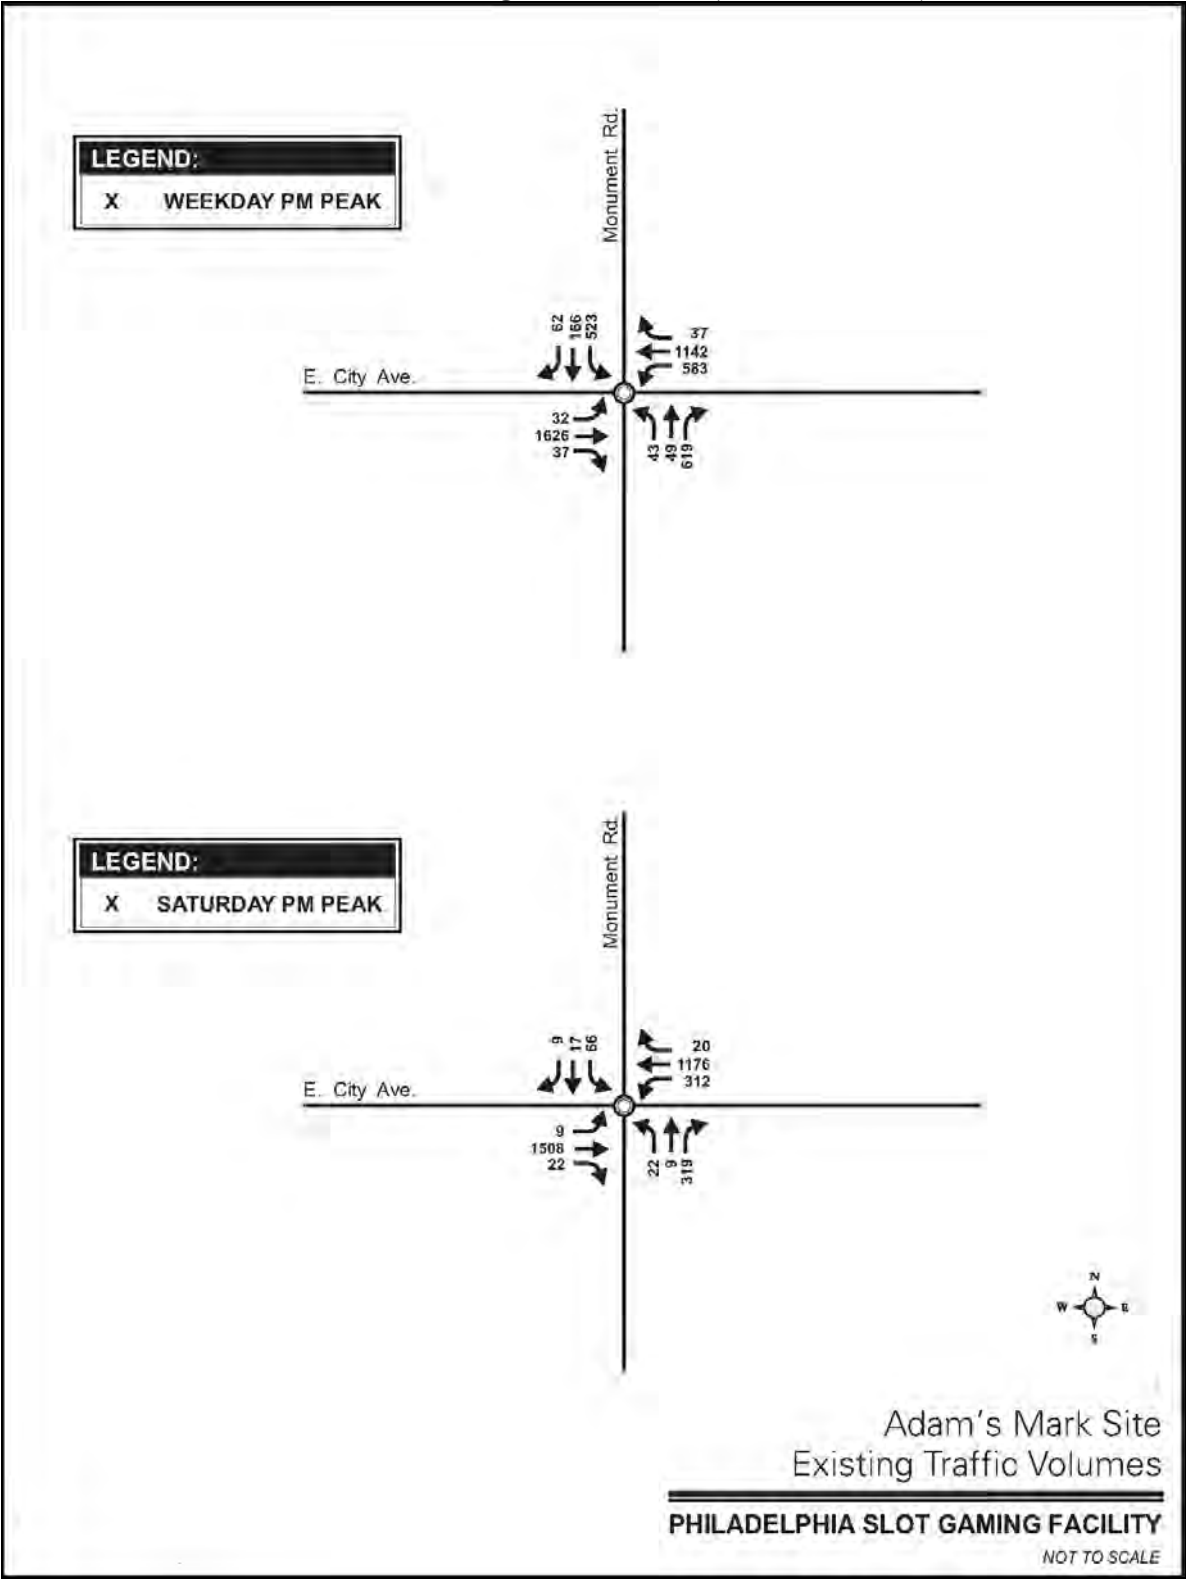 LEGEND:
X WEEKDAY PM PEAK
Monument Rd.
62
166
523
37
1142
583
E. City Ave.
32
1626
37
43
49
619
LEGEND:
X SATURDAY PM PEAK
Monument Rd.
9
17
66
20
1176
312
E. City Ave.
9
1508
22
22
9
319
N
W E
S
Adam's Mark Site
Existing Traffic Volumes
PHILADELPHIA SLOT GAMING FACILITY
NOT TO SCALE